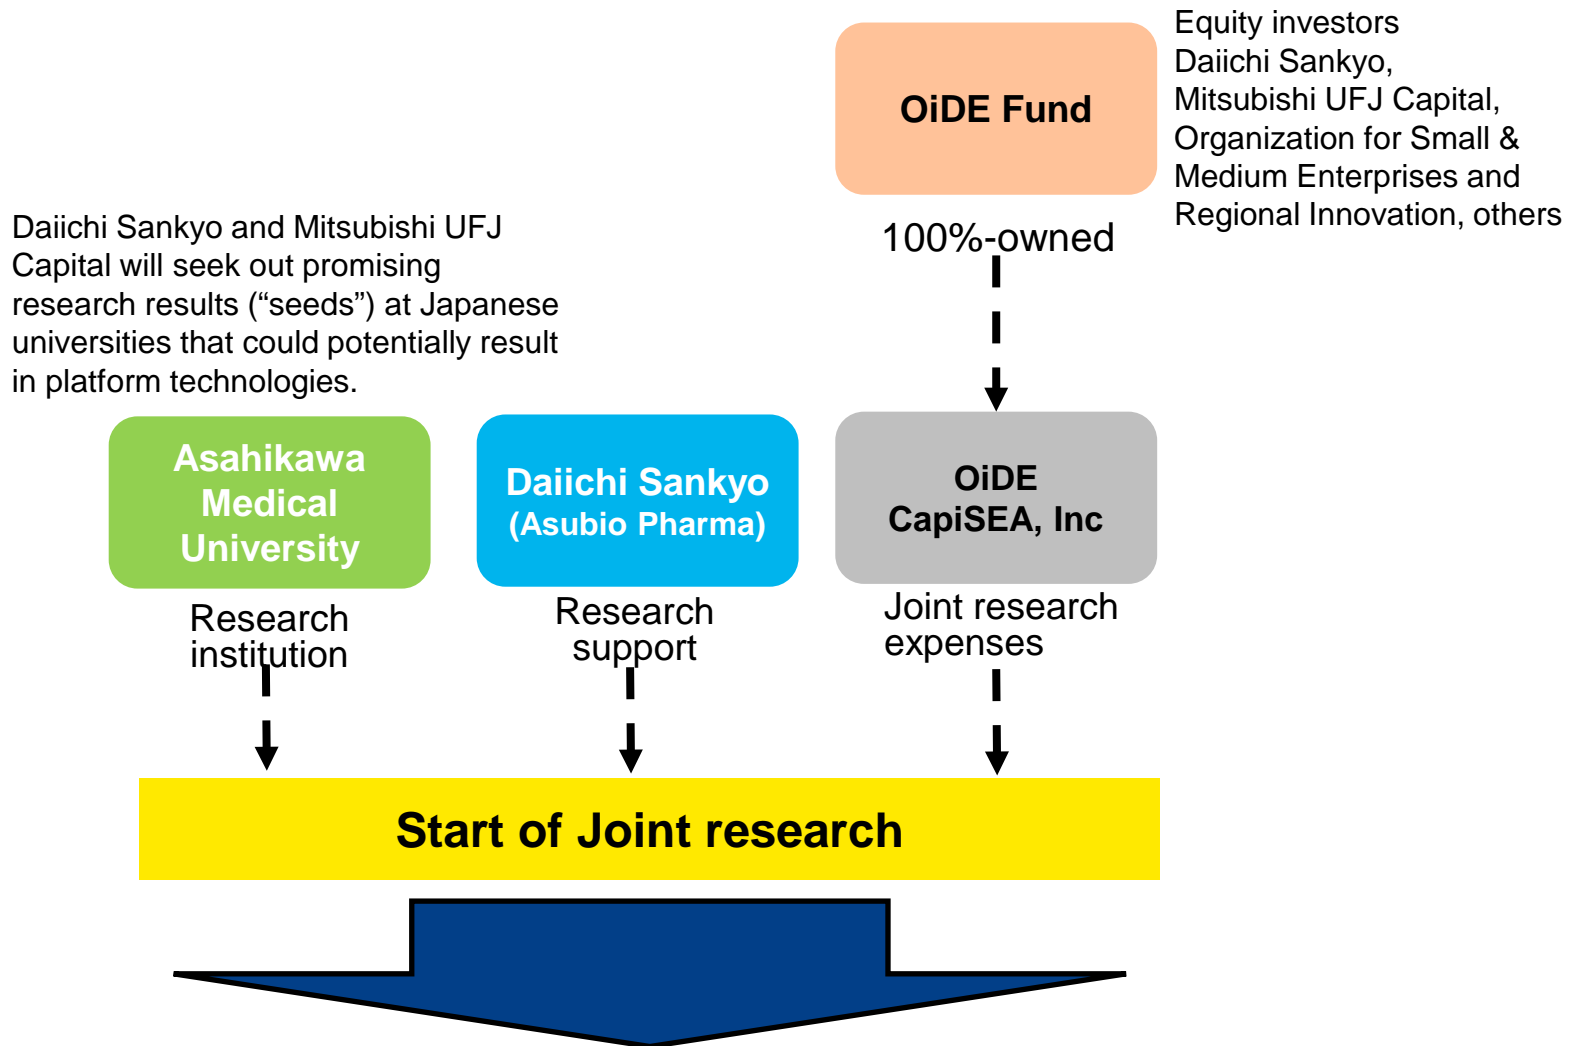 Equity investors
Daiichi Sankyo,
Mitsubishi UFJ Capital,
Organization for Small &
Medium Enterprises and
Regional Innovation, others
OiDE Fund
100%-owned
Daiichi Sankyo and Mitsubishi UFJ
Capital will seek out promising
research results (“seeds”) at Japanese
universities that could potentially result
in platform technologies.
Asahikawa
Medical
University
Daiichi Sankyo
(Asubio Pharma)
OiDE
CapiSEA, Inc
Research
institution
Research
support
Joint research
expenses
Start of Joint research